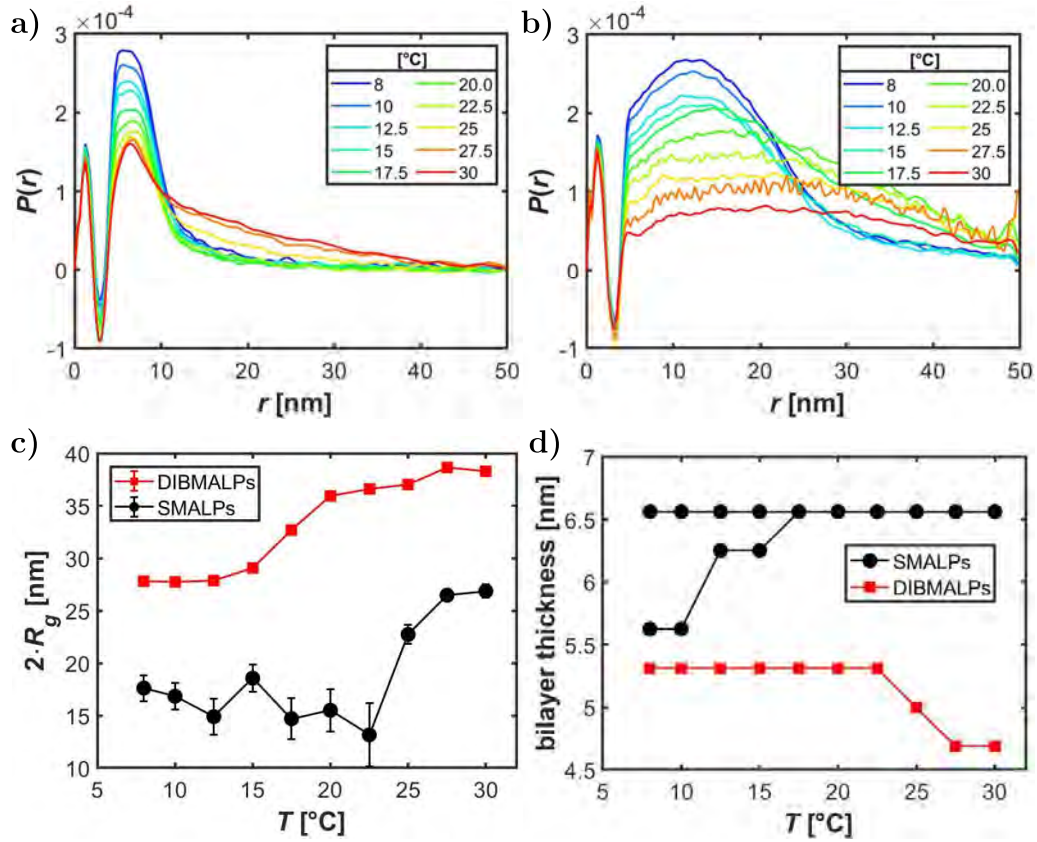 a)
×10⁻⁴
3
2
1
0
-1
P(r)
[°C]
8 20.0
10 22.5
12.5 25
15 27.5
17.5 30
0 10 20 30 40 50
r [nm]
b)
×10⁻⁴
3
2
1
0
-1
P(r)
[°C]
8 20.0
10 22.5
12.5 25
15 27.5
17.5 30
0 10 20 30 40 50
r [nm]
c)
40
35
30
25
20
15
10
2·Rg [nm]
DIBMALPs
SMALPs
5 10 15 20 25 30
T [°C]
d)
7
6.5
6
5.5
5
4.5
bilayer thickness [nm]
SMALPs
DIBMALPs
5 10 15 20 25 30
T [°C]